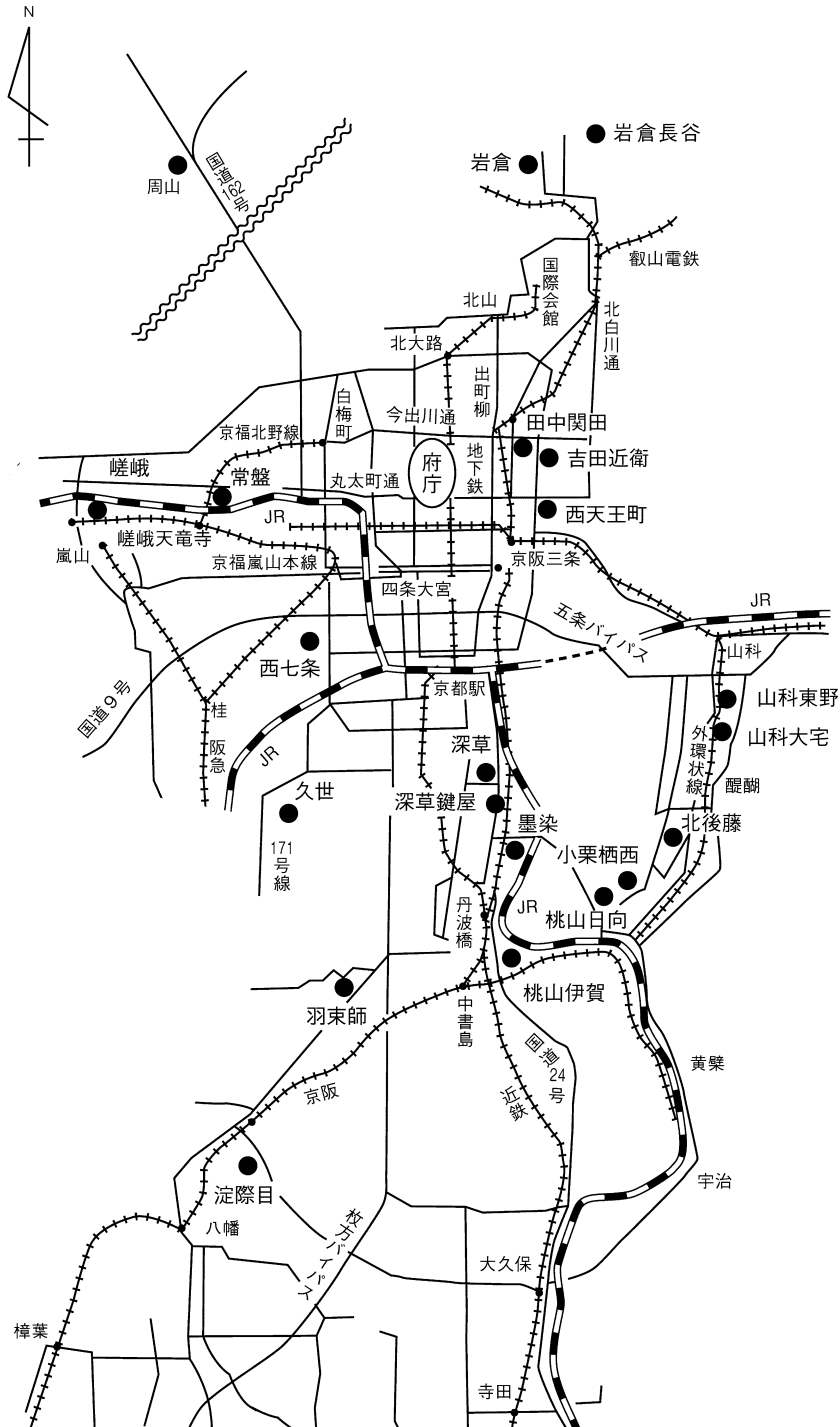 N
岩倉長谷
岩倉
国道162号
周山
叡山電鉄
国際会館
北山
北白川通
北大路
出町柳
白梅町
今出川通
田中関田
京福北野線
地下鉄
府庁
吉田近衛
嵯峨
常盤
丸太町通
西天王町
JR
嵯峨天竜寺
嵐山
京福嵐山本線
京阪三条
四条大宮
JR
五条バイパス
山科
西七条
京都駅
山科東野
国道9号
桂
阪急
JR
深草
外環状線
山科大宅
醍醐
久世
深草鍵屋
墨染
北後藤
171号線
小栗栖西
JR
丹波橋
桃山日向
桃山伊賀
羽束師
中書島
国道24号
黄檗
京阪
近鉄
淀際目
宇治
八幡
枚方バイパス
大久保
樟葉
寺田